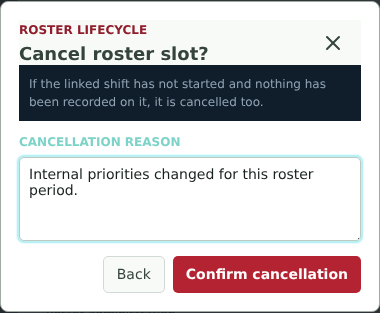 ROSTER LIFECYCLE
Cancel roster slot?
If the linked shift has not started and nothing has
been recorded on it, it is cancelled too.
CANCELLATION REASON
Internal priorities changed for this roster
period.
Back
Confirm cancellation